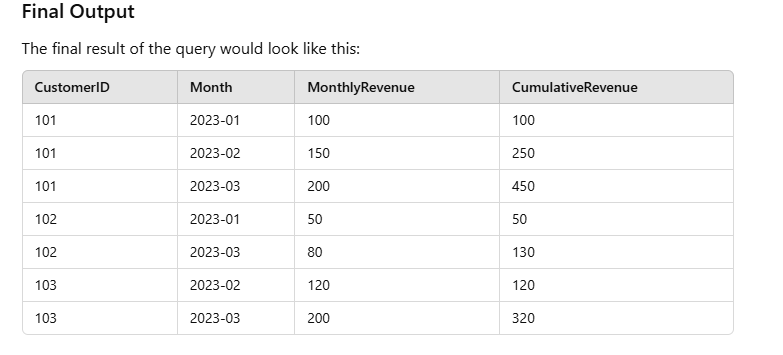 Final Output
The final result of the query would look like this:
CustomerID Month MonthlyRevenue CumulativeRevenue
101 2023-01 100 100
101 2023-02 150 250
101 2023-03 200 450
102 2023-01 50 50
102 2023-03 80 130
103 2023-02 120 120
103 2023-03 200 320